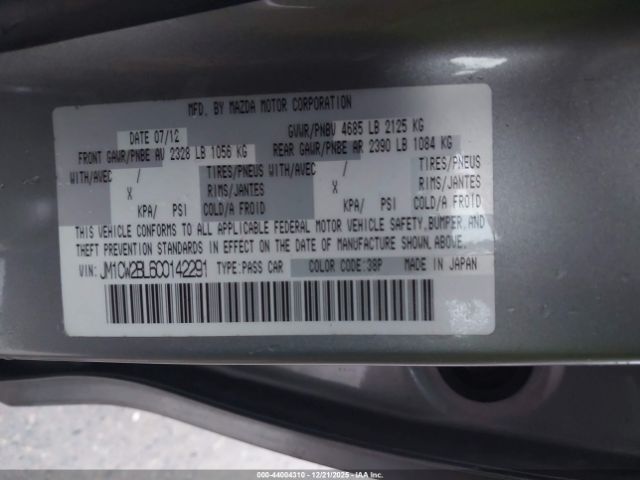 MFD. BY MAZDA MOTOR CORPORATION
DATE 07/12 GVWR/PNBV 4685 LB 2125 KG
FRONT GAWR/PNBE AV 2328 LB 1056 KG REAR GAWR/PNBE AR 2390 LB 1084 KG
WITH/AVEC / TIRES/PNEUS WITH/AVEC / TIRES/PNEUS
X RIMS/JANTES X RIMS/JANTES
KPA/ PSI COLD/A FROID KPA/ PSI COLD/A FROID
THIS VEHICLE CONFORMS TO ALL APPLICABLE FEDERAL MOTOR VEHICLE SAFETY,BUMPER,AND
THEFT PREVENTION STANDARDS IN EFFECT ON THE DATE OF MANUFACTURE SHOWN ABOVE.
VIN: JM1CW2BL6C0142291 TYPE:PASS CAR COLOR CODE:38P MADE IN JAPAN
000-44004310 - 12/21/2025 - IAA Inc.